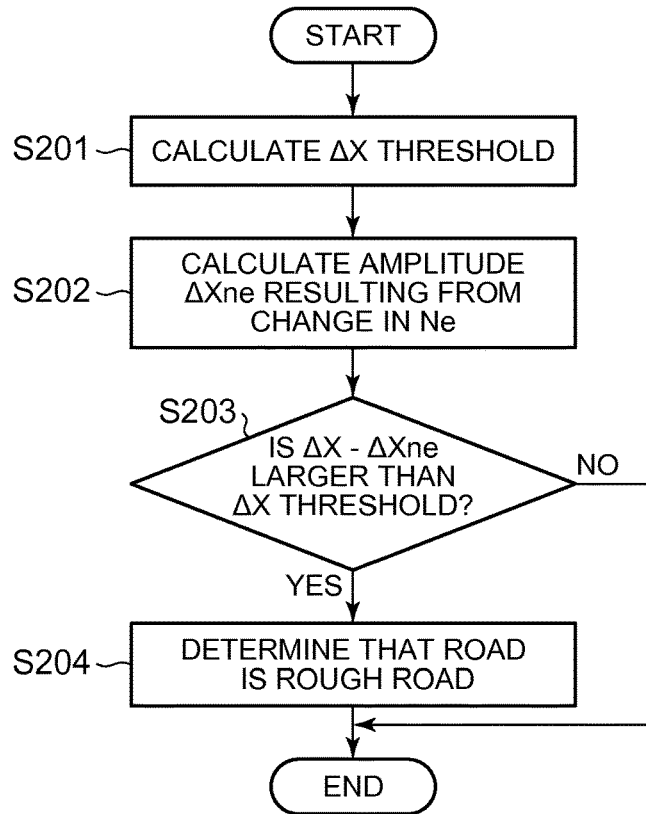 START
S201
CALCULATE ΔX THRESHOLD
S202
CALCULATE AMPLITUDE
ΔXne RESULTING FROM
CHANGE IN Ne
S203
IS ΔX - ΔXne
LARGER THAN
ΔX THRESHOLD?
NO
YES
S204
DETERMINE THAT ROAD
IS ROUGH ROAD
END